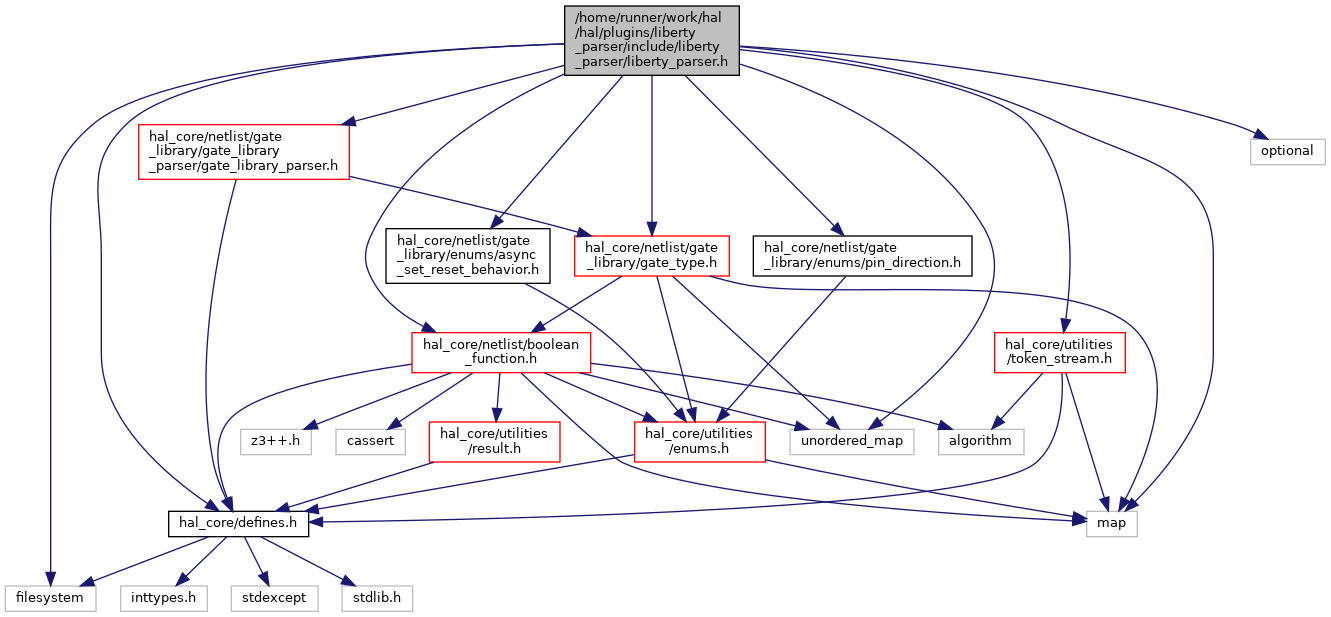 /home/runner/work/hal
/hal/plugins/liberty
_parser/include/liberty
_parser/liberty_parser.h
hal_core/netlist/gate
_library/gate_library
_parser/gate_library_parser.h
optional
hal_core/netlist/gate
_library/enums/async
_set_reset_behavior.h
hal_core/netlist/gate
_library/gate_type.h
hal_core/netlist/gate
_library/enums/pin_direction.h
hal_core/netlist/boolean
_function.h
hal_core/utilities
/token_stream.h
z3++.h
cassert
hal_core/utilities
/result.h
hal_core/utilities
/enums.h
unordered_map
algorithm
hal_core/defines.h
map
filesystem
inttypes.h
stdexcept
stdlib.h